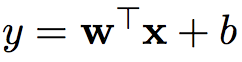 y = w⊤x + b